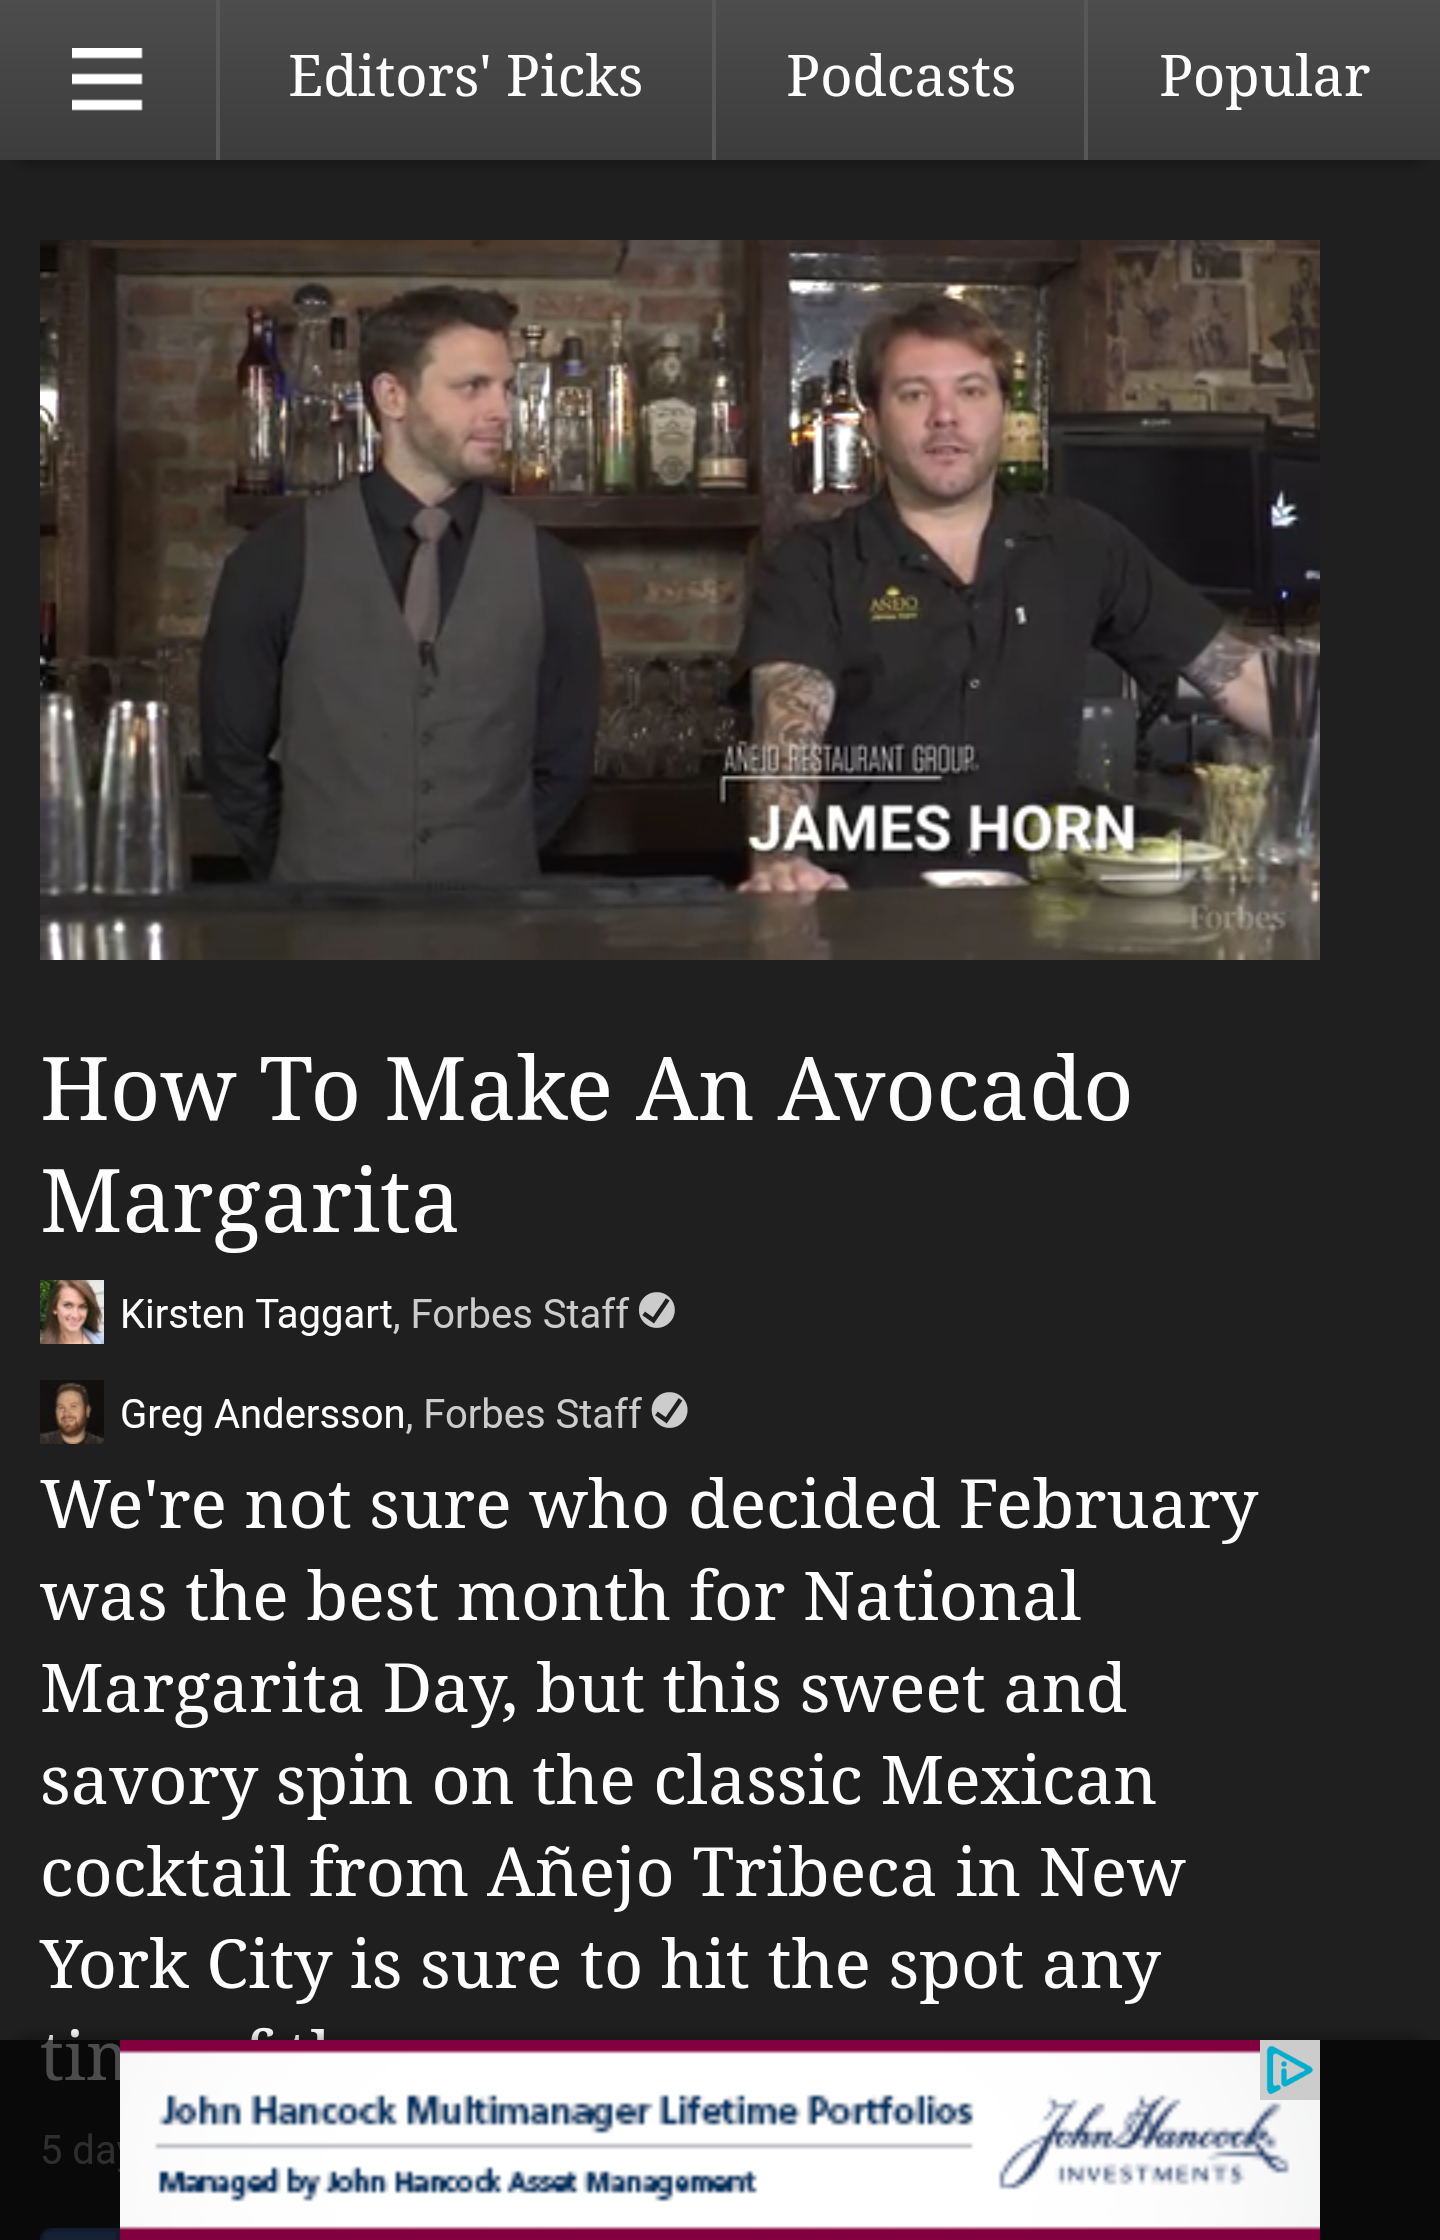 Editors' Picks
Podcasts
Popular
AÑEJO
AÑEJO RESTAURANT GROUP
JAMES HORN
Forbes
How To Make An Avocado
Margarita
Kirsten Taggart, Forbes Staff
Greg Andersson, Forbes Staff
We're not sure who decided February
was the best month for National
Margarita Day, but this sweet and
savory spin on the classic Mexican
cocktail from Añejo Tribeca in New
York City is sure to hit the spot any
5
John Hancock Multimanager Lifetime Portfolios
Managed by John Hancock Asset Management
John Hancock
INVESTMENTS